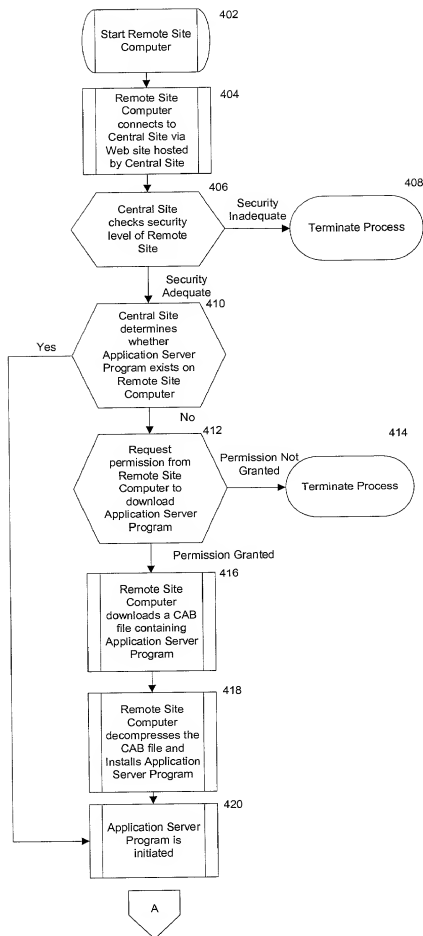 402
Start Remote Site
Computer
404
Remote Site
Computer
connects to
Central Site via
Web site hosted
by Central Site
406
Central Site
checks security
level of Remote
Site
Security
Inadequate
408
Terminate Process
Security
Adequate
410
Central Site
determines
whether
Application Server
Program exists on
Remote Site
Computer
Yes
No
412
Request
permission from
Remote Site
Computer to
download
Application Server
Program
Permission Not
Granted
414
Terminate Process
Permission Granted
416
Remote Site
Computer
downloads a CAB
file containing
Application Server
Program
418
Remote Site
Computer
decompresses the
CAB file and
Installs Application
Server Program
420
Application Server
Program is
initiated
A